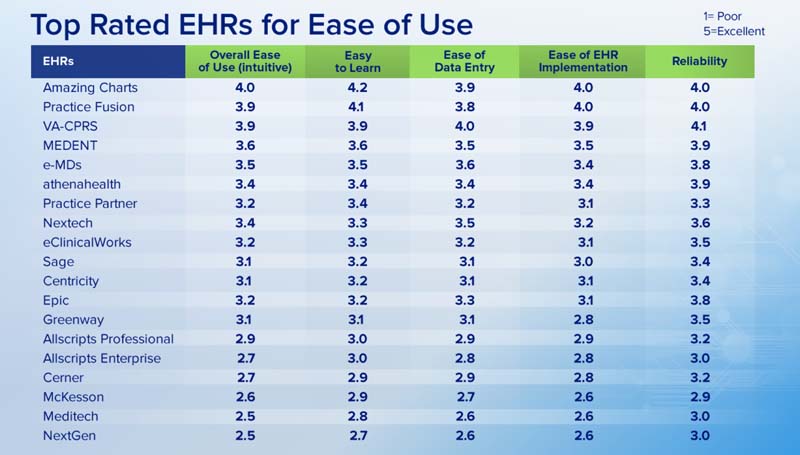 Top Rated EHRs for Ease of Use
1= Poor
5=Excellent
EHRs Overall Ease of Use (intuitive) Easy to Learn Ease of Data Entry Ease of EHR Implementation Reliability
Amazing Charts 4.0 4.2 3.9 4.0 4.0
Practice Fusion 3.9 4.1 3.8 4.0 4.0
VA-CPRS 3.9 3.9 4.0 3.9 4.1
MEDENT 3.6 3.6 3.5 3.5 3.9
e-MDs 3.5 3.5 3.6 3.4 3.8
athenahealth 3.4 3.4 3.4 3.4 3.9
Practice Partner 3.2 3.4 3.2 3.1 3.3
Nextech 3.4 3.3 3.5 3.2 3.6
eClinicalWorks 3.2 3.3 3.2 3.1 3.5
Sage 3.1 3.2 3.1 3.0 3.4
Centricity 3.1 3.2 3.1 3.1 3.4
Epic 3.2 3.2 3.3 3.1 3.8
Greenway 3.1 3.1 3.1 2.8 3.5
Allscripts Professional 2.9 3.0 2.9 2.9 3.2
Allscripts Enterprise 2.7 3.0 2.8 2.8 3.0
Cerner 2.7 2.9 2.9 2.8 3.2
McKesson 2.6 2.9 2.7 2.6 2.9
Meditech 2.5 2.8 2.6 2.6 3.0
NextGen 2.5 2.7 2.6 2.6 3.0